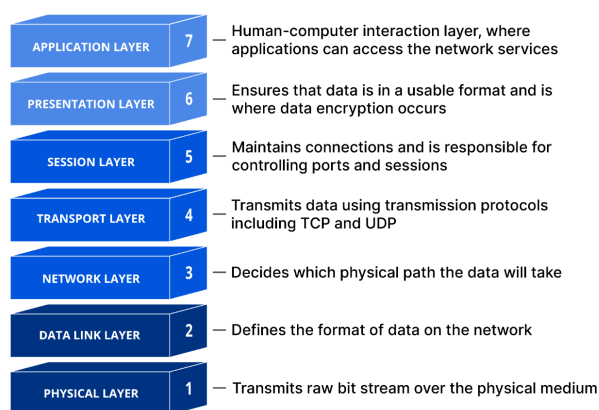 APPLICATION LAYER 7 — Human-computer interaction layer, where
applications can access the network services
PRESENTATION LAYER 6 — Ensures that data is in a usable format and is
where data encryption occurs
SESSION LAYER 5 — Maintains connections and is responsible for
controlling ports and sessions
TRANSPORT LAYER 4 — Transmits data using transmission protocols
including TCP and UDP
NETWORK LAYER 3 — Decides which physical path the data will take
DATA LINK LAYER 2 — Defines the format of data on the network
PHYSICAL LAYER 1 — Transmits raw bit stream over the physical medium